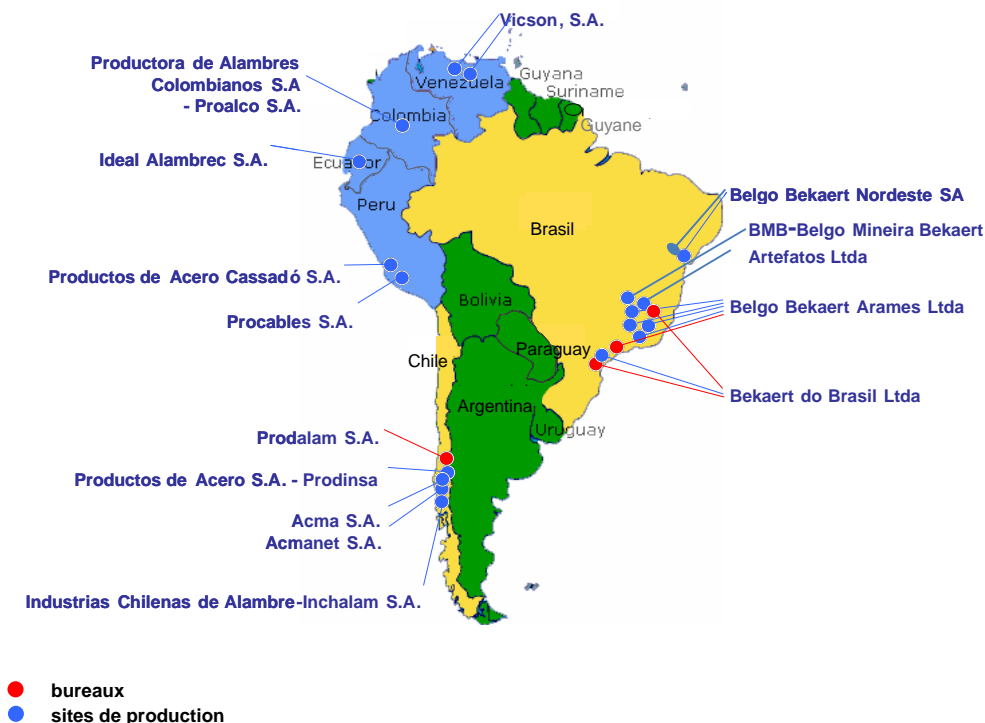 Vicson, S.A.
Productora de Alambres
Colombianos S.A
- Proalco S.A.
Venezuela
Guyana
Suriname
Guyane
Colombia
Ideal Alambrec S.A.
Ecuador
Peru
Brasil
Belgo Bekaert Nordeste SA
BMB-Belgo Mineira Bekaert
Artefatos Ltda
Productos de Acero Cassadó S.A.
Bolivia
Belgo Bekaert Arames Ltda
Procables S.A.
Paraguay
Chile
Bekaert do Brasil Ltda
Argentina
Uruguay
Prodalam S.A.
Productos de Acero S.A. - Prodinsa
Acma S.A.
Acmanet S.A.
Industrias Chilenas de Alambre-Inchalam S.A.
bureaux
sites de production